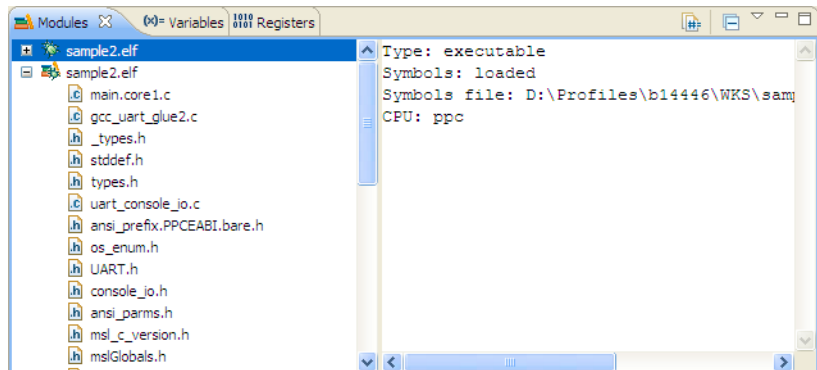 Modules (x)= Variables 1010 0101 Registers
sample2.elf
sample2.elf
main.core1.c
gcc_uart_glue2.c
_types.h
stddef.h
types.h
uart_console_io.c
ansi_prefix.PPCEABI.bare.h
os_enum.h
UART.h
console_io.h
ansi_parms.h
msl_c_version.h
mslGlobals.h
Type: executable
Symbols: loaded
Symbols file: D:\Profiles\b14446\WKS\sam
CPU: ppc